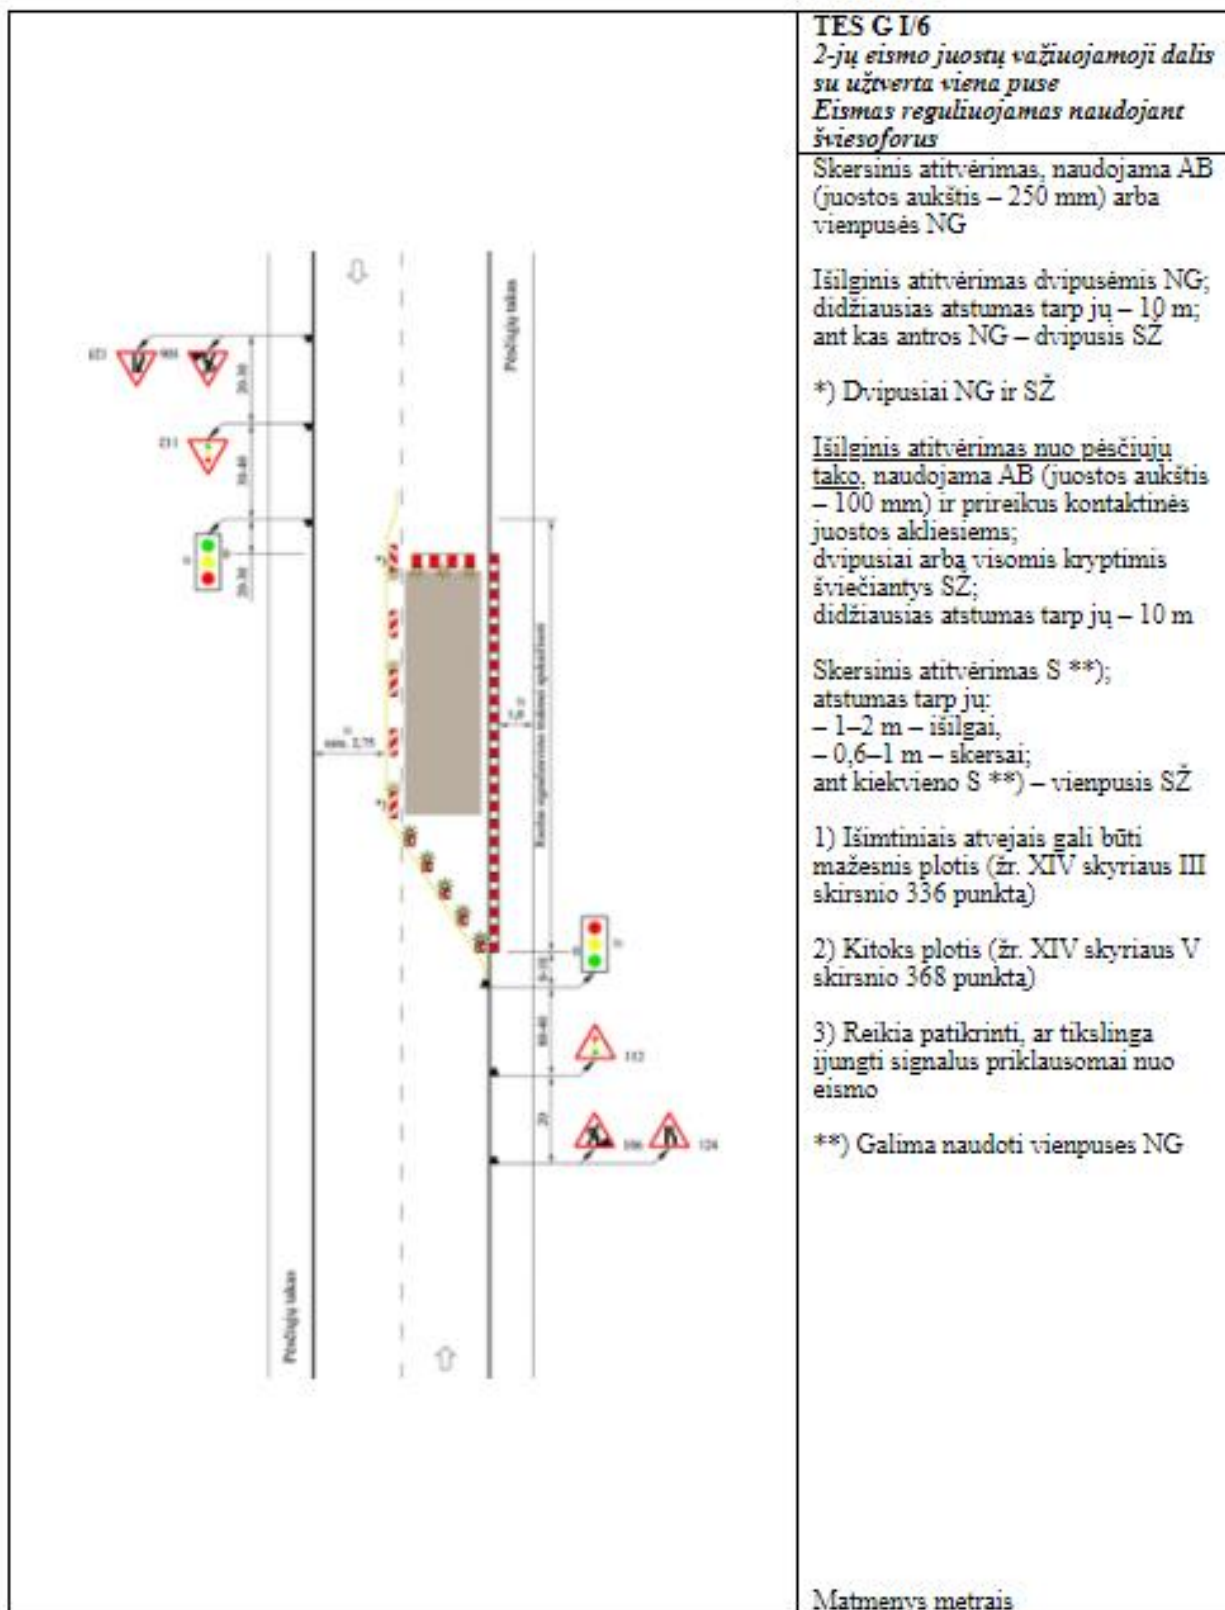 TES G I/6
2-jų eismo juostų važiuojamoji dalis
su užtverta viena puse
Eismas reguliuojamas naudojant
šviesoforus
Skersinis atitvėrimas, naudojama AB
(juostos aukštis – 250 mm) arba
vienpusės NG
Išilginis atitvėrimas dvipusėmis NG;
didžiausias atstumas tarp jų – 10 m;
ant kas antros NG – dvipusis SŽ
*) Dvipusiai NG ir SŽ
Išilginis atitvėrimas nuo pėsčiųjų
tako, naudojama AB (juostos aukštis
– 100 mm) ir prireikus kontaktinės
juostos akliesiems;
dvipusiai arba visomis kryptimis
šviečiantys SŽ;
didžiausias atstumas tarp jų – 10 m
Skersinis atitvėrimas S **);
atstumas tarp jų:
– 1–2 m – išilgai,
– 0,6–1 m – skersai;
ant kiekvieno S **) – vienpusis SŽ
1) Išimtiniais atvejais gali būti
mažesnis plotis (žr. XIV skyriaus III
skirsnio 336 punktą)
2) Kitoks plotis (žr. XIV skyriaus V
skirsnio 368 punktą)
3) Reikia patikrinti, ar tikslinga
įjungti signalus priklausomai nuo
eismo
**) Galima naudoti vienpuses NG
Matmenys metrais
Pėsčiųjų takas
*)
min. 2,75
1,0
*)
112
20
106
124
Pėsčiųjų takas